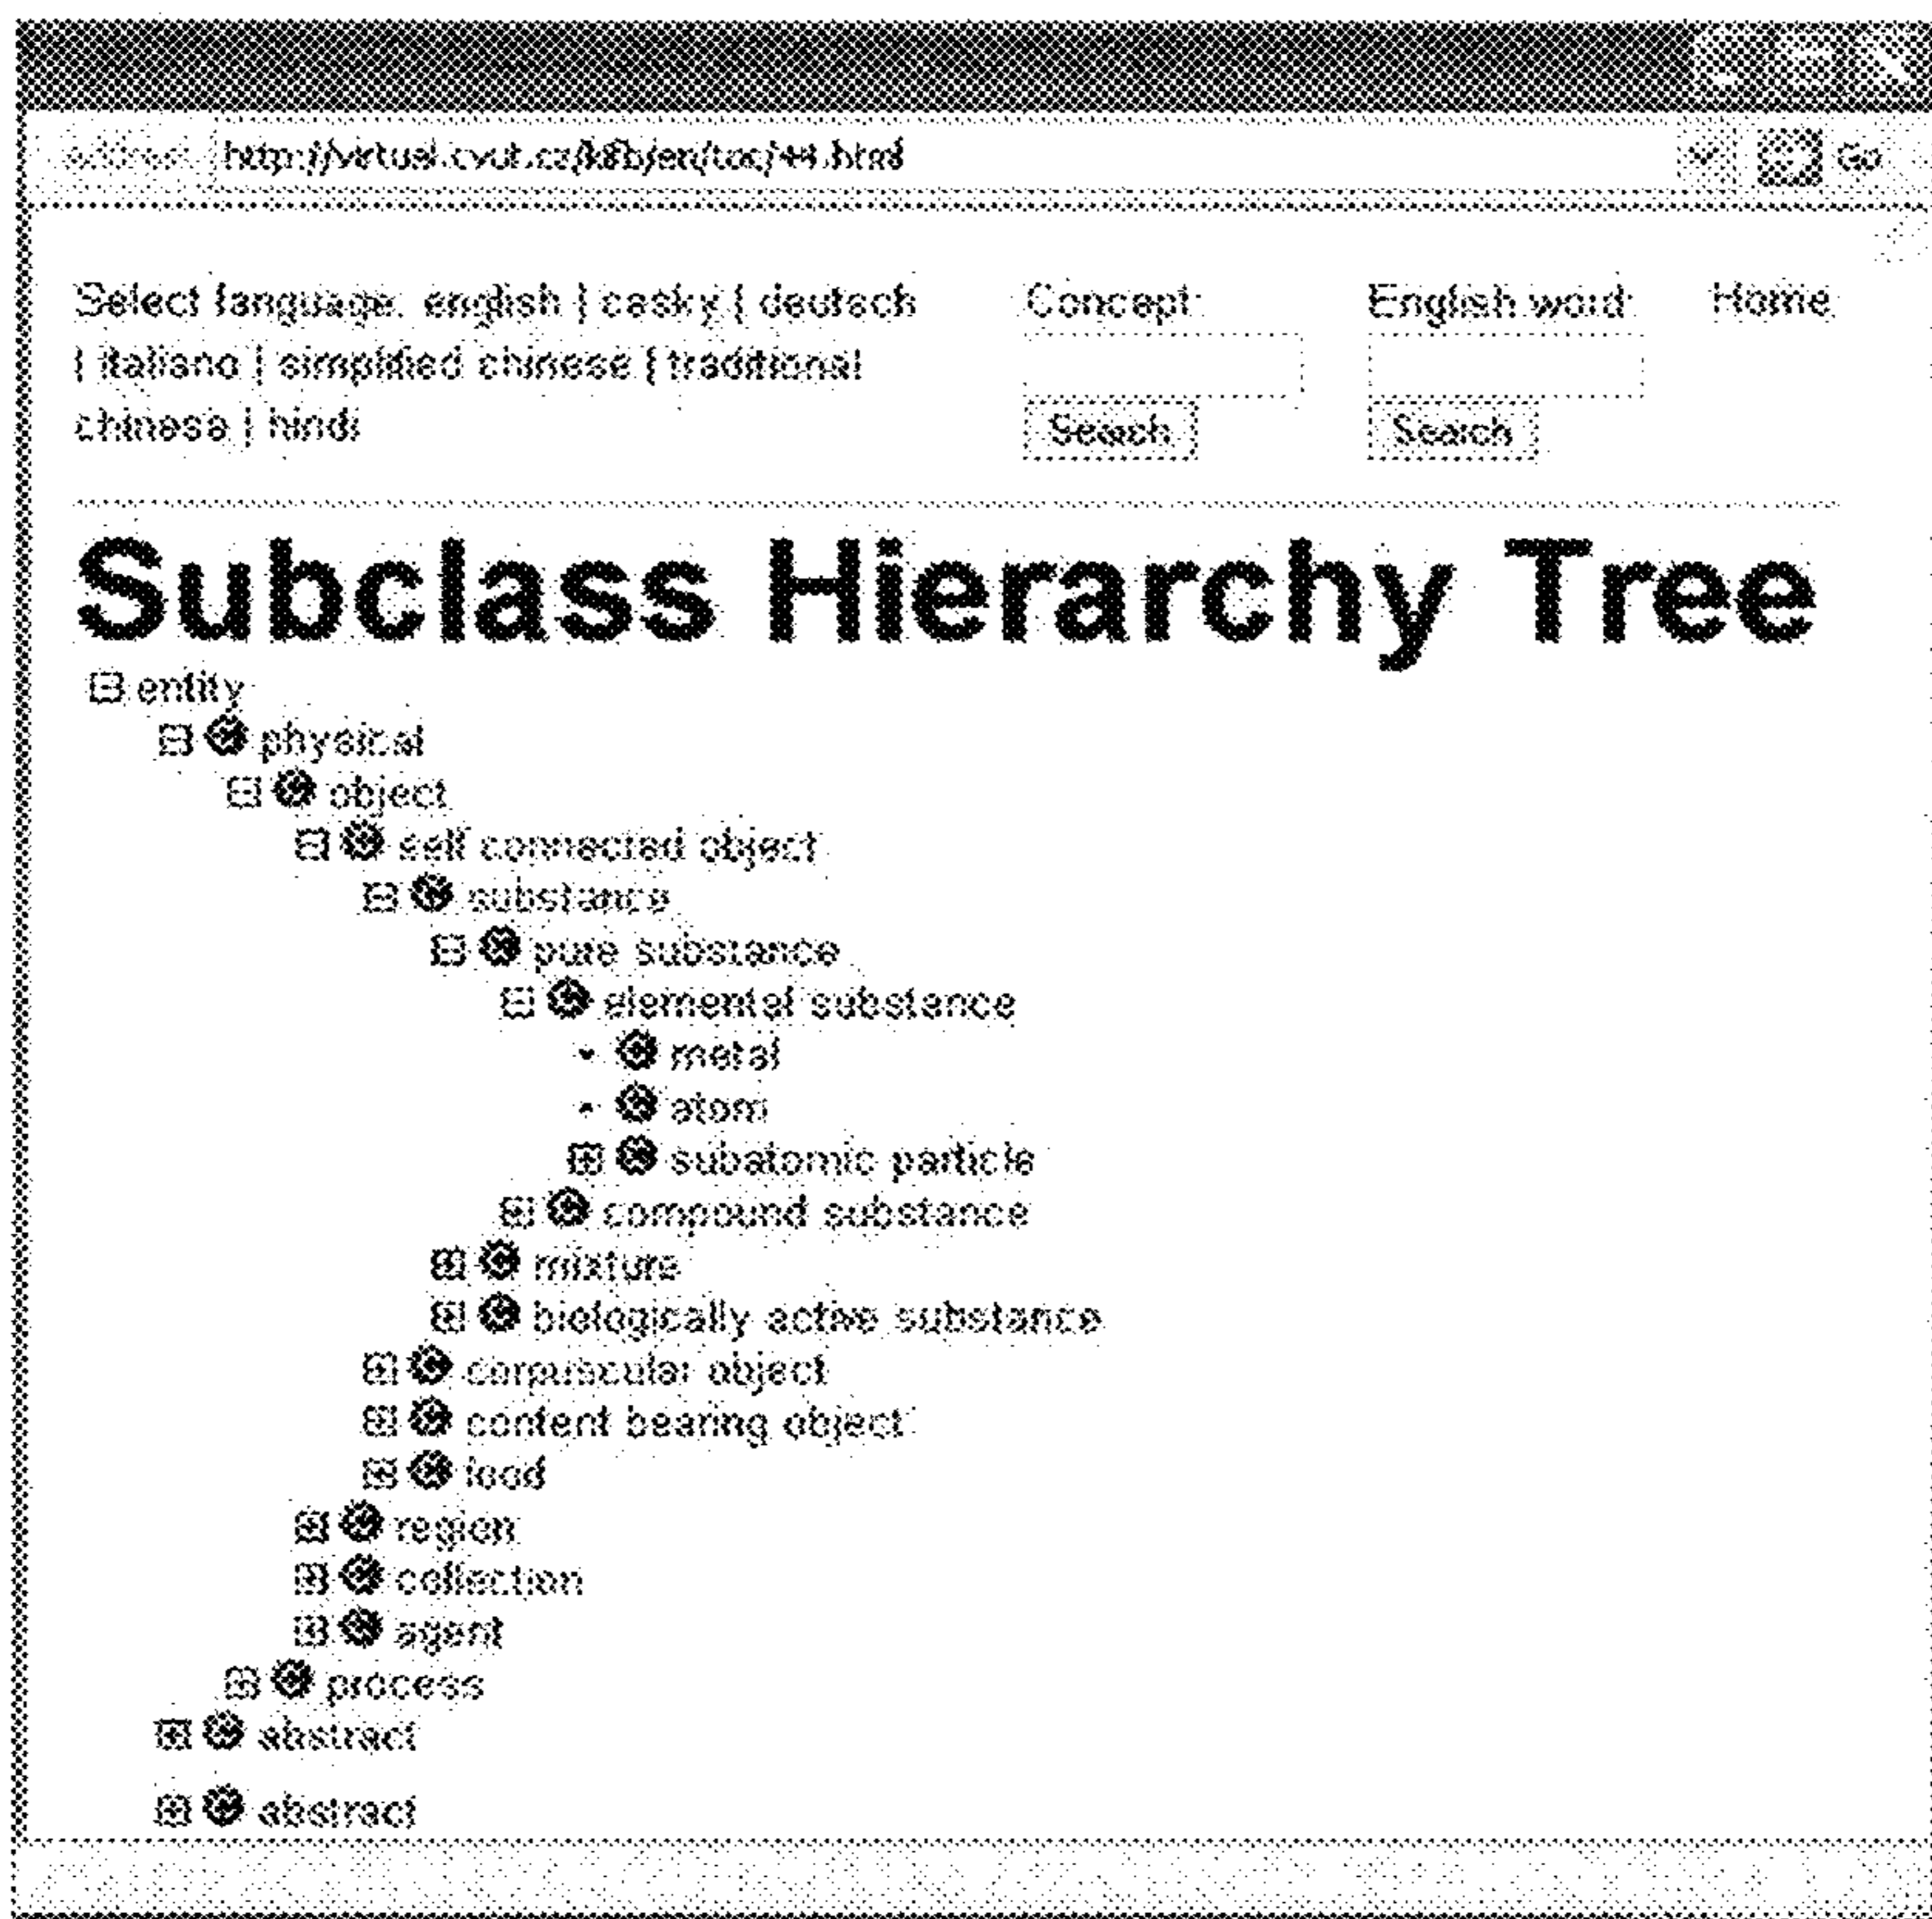 http://virtual.cvut.cz/kifb/en/toc/44.html Go
Select language: english | cesky | deutsch
| italiano | simplified chinese | traditional
chinese | hindi
Concept: English word: Home
Search Search
Subclass Hierarchy Tree
entity
physical
object
self connected object
substance
pure substance
elemental substance
metal
atom
subatomic particle
compound substance
mixture
biologically active substance
corpuscular object
content bearing object
food
region
collection
agent
process
abstract
abstract